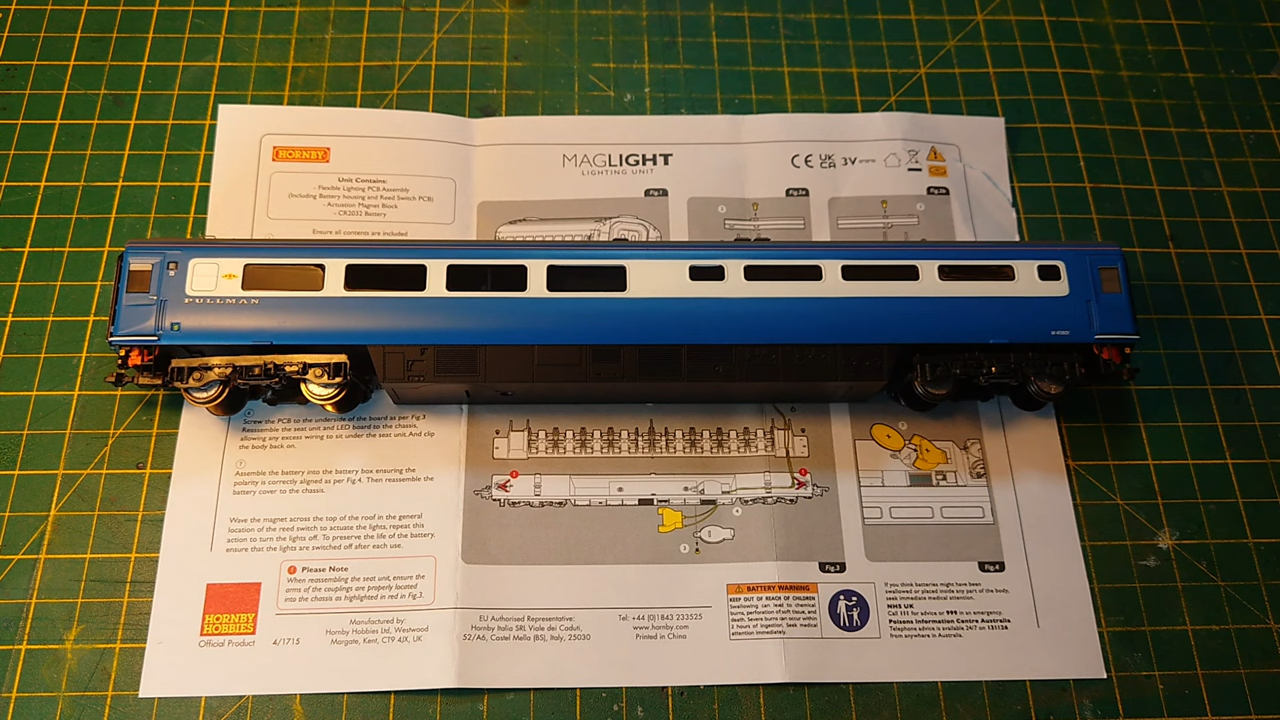 HORNBY
MAGLIGHT
LIGHTING UNIT
CE UK CA 3V
Unit Contains:
- Flexible Lighting PCB Assembly
(Including Battery housing and Reed Switch PCB)
- Actuation Magnet Block
- CR2032 Battery
Ensure all contents are included
Fig.1
Fig.2a
Fig.2b
PULLMAN
Screw the PCB to the underside of the board as per Fig.3
Reassemble the seat unit and LED board to the chassis,
allowing any excess wiring to sit under the seat unit. And clip
the body back on.
7
Assemble the battery into the battery box ensuring the
polarity is correctly aligned as per Fig.4. Then reassemble the
battery cover to the chassis.
Wave the magnet across the top of the roof in the general
location of the reed switch to actuate the lights, repeat this
action to turn the lights off. To preserve the life of the battery,
ensure that the lights are switched off after each use.
! Please Note
When reassembling the seat unit, ensure the
arms of the couplings are properly located
into the chassis as highlighted in red in Fig.3.
Fig.3
Fig.4
HORNBY
HOBBIES
Official Product
4/1715
Manufactured by:
Hornby Hobbies Ltd, Westwood
Margate, Kent, CT9 4JX, UK
EU Authorised Representative:
Hornby Italia SRL Viale dei Caduti,
52/A6, Castel Mella (BS), Italy, 25030
Tel: +44 (0)1843 233525
www.hornby.com
Printed in China
BATTERY WARNING
KEEP OUT OF REACH OF CHILDREN
Swallowing can lead to chemical
burns, perforation of soft tissue, and
death. Severe burns can occur within
2 hours of ingestion. Seek medical
attention immediately.
If you think batteries might have been
swallowed or placed inside any part of the body,
seek immediate medical attention.
NHS UK
Call 111 for advice or 999 in an emergency.
Poisons Information Centre Australia
Telephone advice is available 24/7 on 131126
from anywhere in Australia.